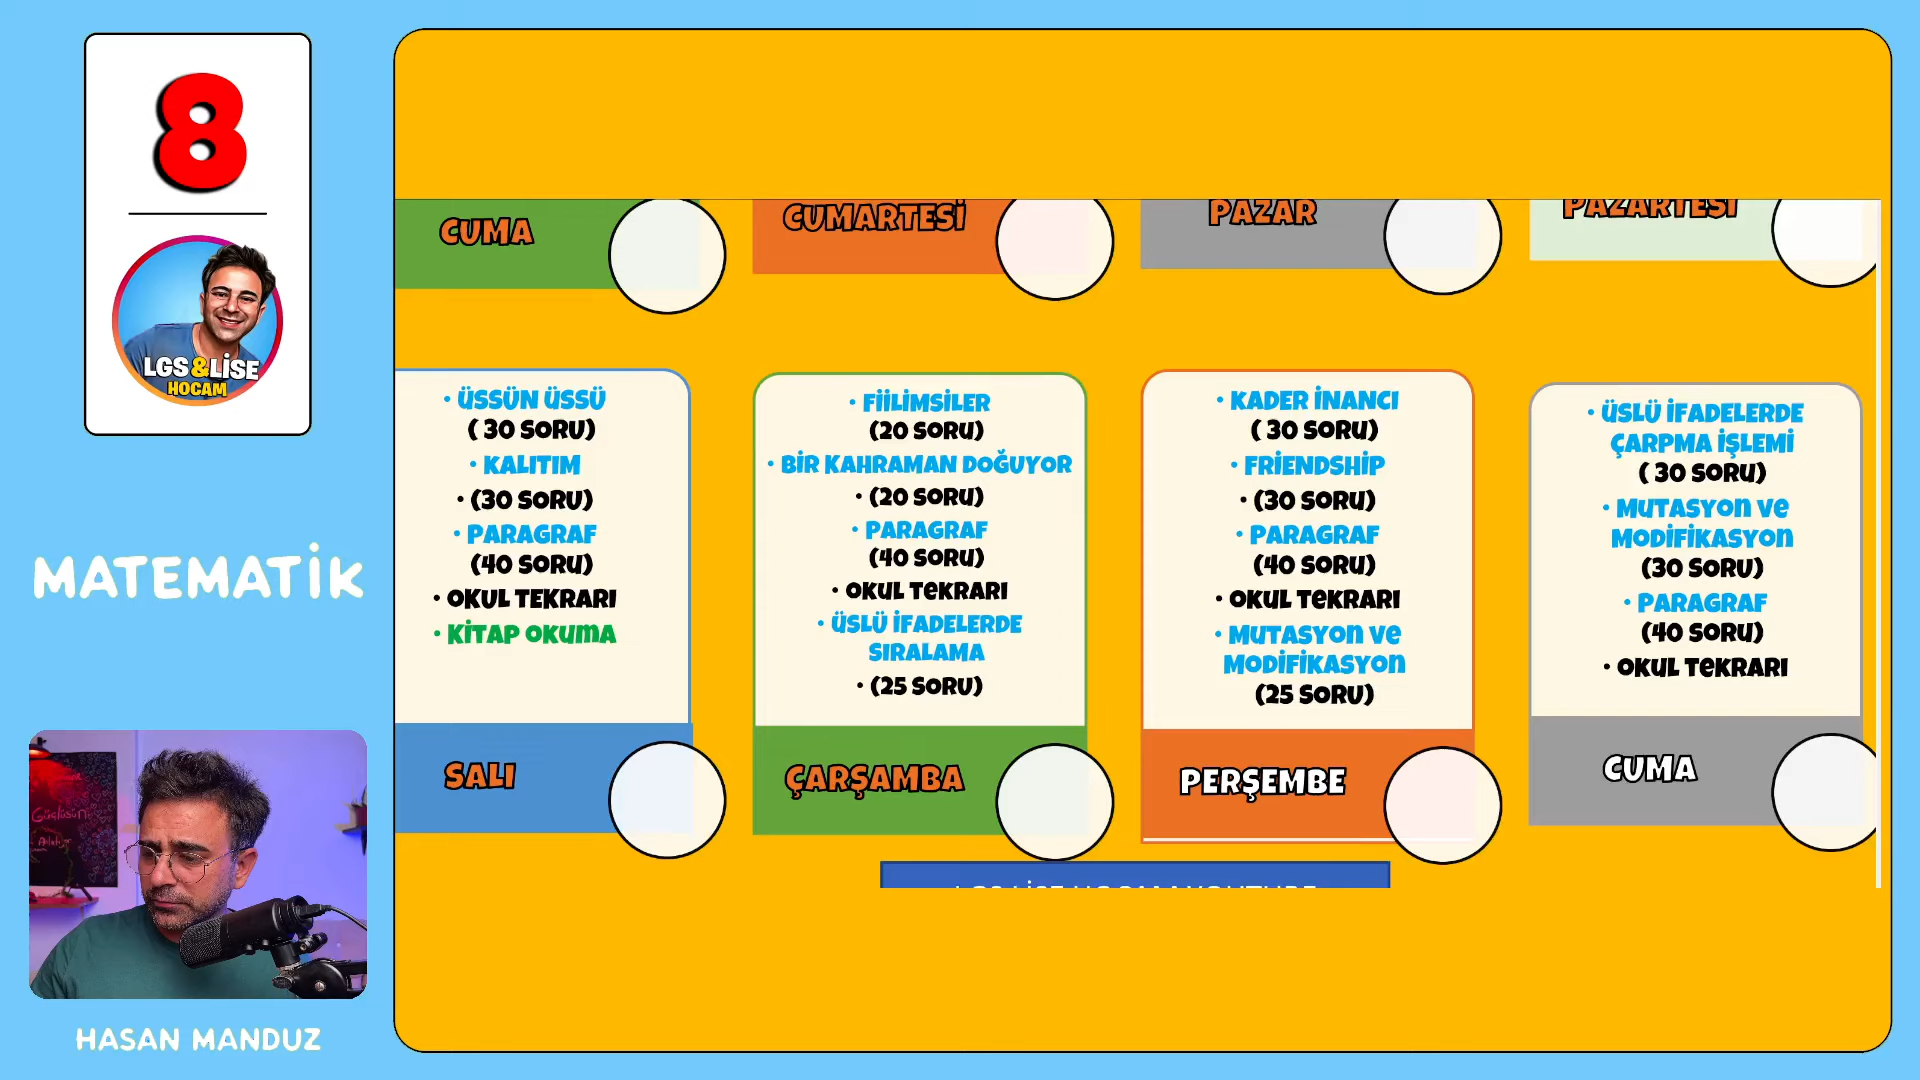 8
LGS&LİSE
HOCAM
MATEMATİK
HASAN MANDUZ
CUMA
CUMARTESİ
PAZAR
PAZARTESİ
• ÜSSÜN ÜSSÜ
( 30 SORU)
• KALITIM
• (30 SORU)
• PARAGRAF
(40 SORU)
• OKUL TEKRARI
• KİTAP OKUMA
SALI
• FİİLİMSİLER
(20 SORU)
• BİR KAHRAMAN DOĞUYOR
• (20 SORU)
• PARAGRAF
(40 SORU)
• OKUL TEKRARI
• ÜSLÜ İFADELERDE
SIRALAMA
• (25 SORU)
ÇARŞAMBA
• KADER İNANCI
( 30 SORU)
• FRİENDSHİP
• (30 SORU)
• PARAGRAF
(40 SORU)
• OKUL TEKRARI
• MUTASYON VE
MODİFİKASYON
(25 SORU)
PERŞEMBE
• ÜSLÜ İFADELERDE
ÇARPMA İŞLEMİ
( 30 SORU)
• MUTASYON VE
MODİFİKASYON
(30 SORU)
• PARAGRAF
(40 SORU)
• OKUL TEKRARI
CUMA